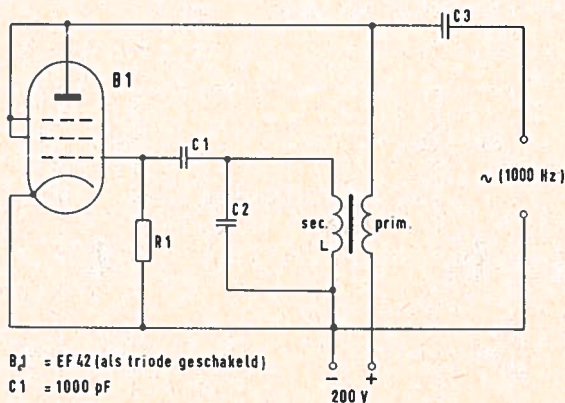 C3
B1
C1
~ (1000 Hz)
C2
sec.
prim.
R1
L
- +
B1 = EF 42 (als triode geschakeld)
C1 = 1000 pF
200 V